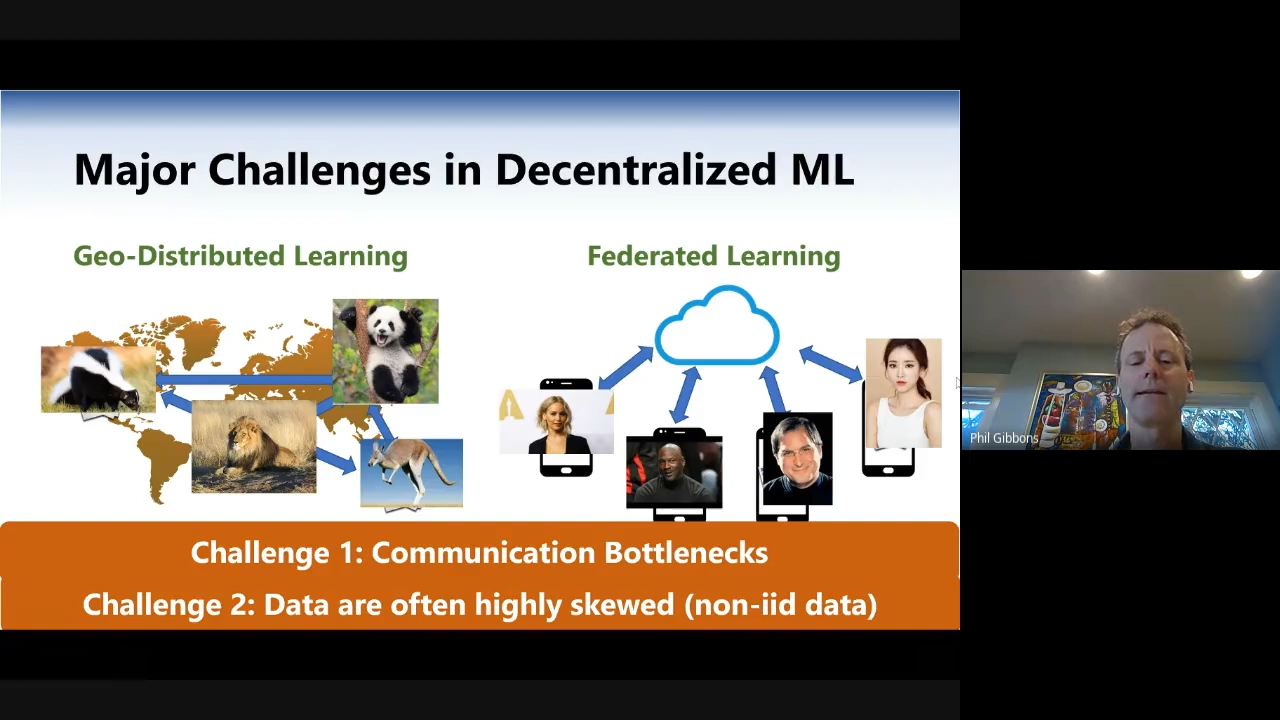 Major Challenges in Decentralized ML
Geo-Distributed Learning
Federated Learning
Phil Gibbons
Challenge 1: Communication Bottlenecks
Challenge 2: Data are often highly skewed (non-iid data)